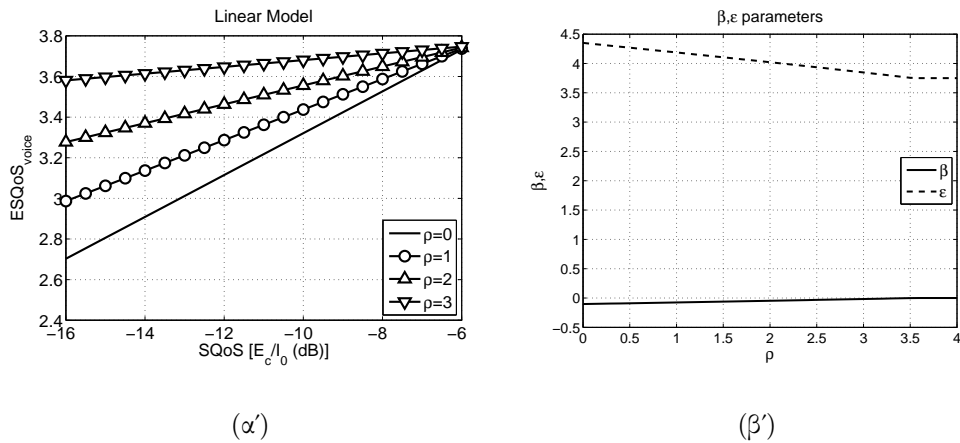 Linear Model
3.8
3.6
3.4
3.2
3
2.8
2.6
2.4
−16
−14
−12
−10
−8
−6
ESQoS_voice
SQoS [E_c/I_0 (dB)]
ρ=0
ρ=1
ρ=2
ρ=3
(α′)
β,ε parameters
4.5
4
3.5
3
2.5
2
1.5
1
0.5
0
−0.5
0
0.5
1
1.5
2
2.5
3
3.5
4
β,ε
ρ
β
ε
(β′)